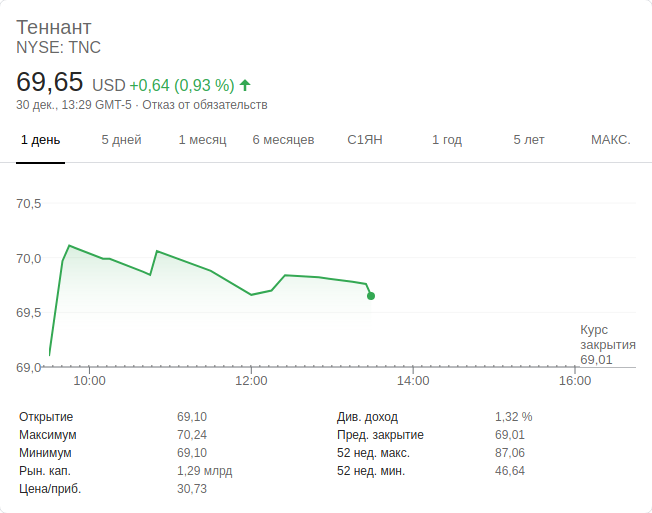 Теннант
NYSE: TNC
69,65 USD +0,64 (0,93 %)
30 дек., 13:29 GMT-5 · Отказ от обязательств
1 день 5 дней 1 месяц 6 месяцев С1ЯН 1 год 5 лет МАКС.
70,5
70,0
69,5
69,0
Курс
закрытия
69,01
10:00 12:00 14:00 16:00
Открытие 69,10
Максимум 70,24
Минимум 69,10
Рын. кап. 1,29 млрд
Цена/приб. 30,73
Див. доход 1,32 %
Пред. закрытие 69,01
52 нед. макс. 87,06
52 нед. мин. 46,64